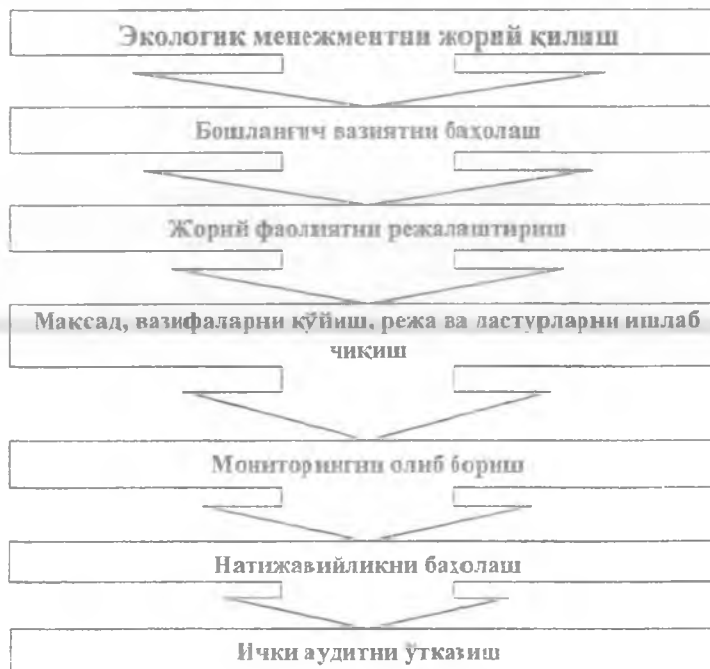 Экологик менежментни жорий қилиш
Бошланғич вазиятни баҳолаш
Жорий фаолиятни режалаштириш
Мақсад, вазифаларни қўйиш, режа ва дастурларни ишлаб
чиқиш
Мониторингни олиб бориш
Натижавийликни баҳолаш
Ички аудитни ўтказиш